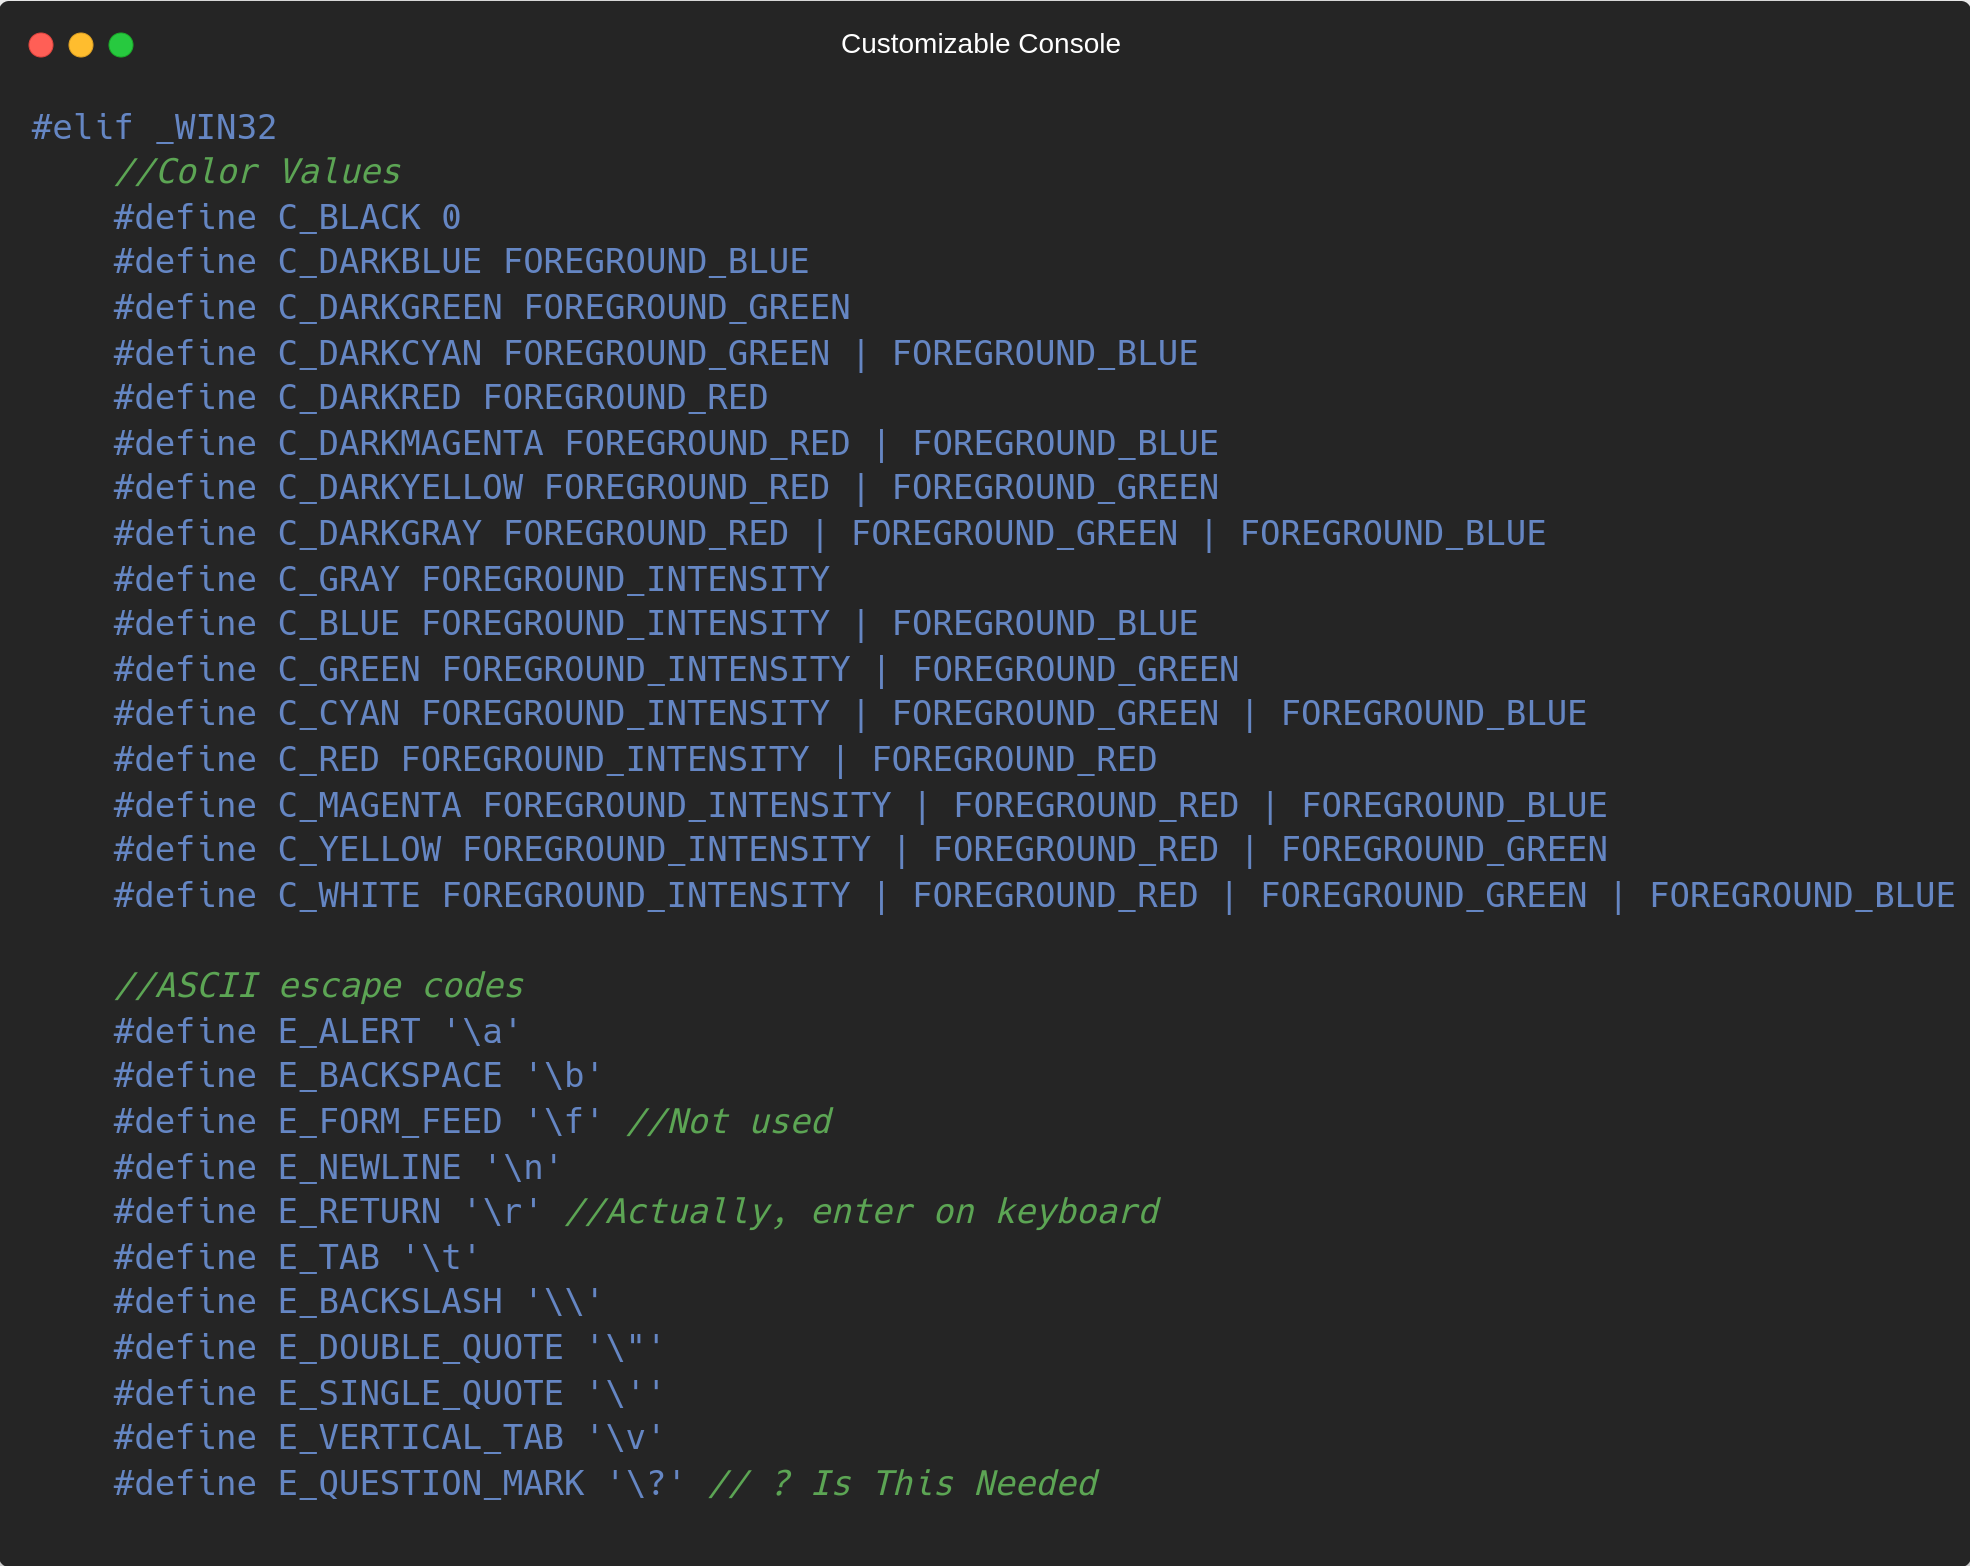 Customizable Console
#elif _WIN32
    //Color Values
    #define C_BLACK 0
    #define C_DARKBLUE FOREGROUND_BLUE
    #define C_DARKGREEN FOREGROUND_GREEN
    #define C_DARKCYAN FOREGROUND_GREEN | FOREGROUND_BLUE
    #define C_DARKRED FOREGROUND_RED
    #define C_DARKMAGENTA FOREGROUND_RED | FOREGROUND_BLUE
    #define C_DARKYELLOW FOREGROUND_RED | FOREGROUND_GREEN
    #define C_DARKGRAY FOREGROUND_RED | FOREGROUND_GREEN | FOREGROUND_BLUE
    #define C_GRAY FOREGROUND_INTENSITY
    #define C_BLUE FOREGROUND_INTENSITY | FOREGROUND_BLUE
    #define C_GREEN FOREGROUND_INTENSITY | FOREGROUND_GREEN
    #define C_CYAN FOREGROUND_INTENSITY | FOREGROUND_GREEN | FOREGROUND_BLUE
    #define C_RED FOREGROUND_INTENSITY | FOREGROUND_RED
    #define C_MAGENTA FOREGROUND_INTENSITY | FOREGROUND_RED | FOREGROUND_BLUE
    #define C_YELLOW FOREGROUND_INTENSITY | FOREGROUND_RED | FOREGROUND_GREEN
    #define C_WHITE FOREGROUND_INTENSITY | FOREGROUND_RED | FOREGROUND_GREEN | FOREGROUND_BLUE

    //ASCII escape codes
    #define E_ALERT '\a'
    #define E_BACKSPACE '\b'
    #define E_FORM_FEED '\f' //Not used
    #define E_NEWLINE '\n'
    #define E_RETURN '\r' //Actually, enter on keyboard
    #define E_TAB '\t'
    #define E_BACKSLASH '\\'
    #define E_DOUBLE_QUOTE '\"'
    #define E_SINGLE_QUOTE '\''
    #define E_VERTICAL_TAB '\v'
    #define E_QUESTION_MARK '\?' // ? Is This Needed